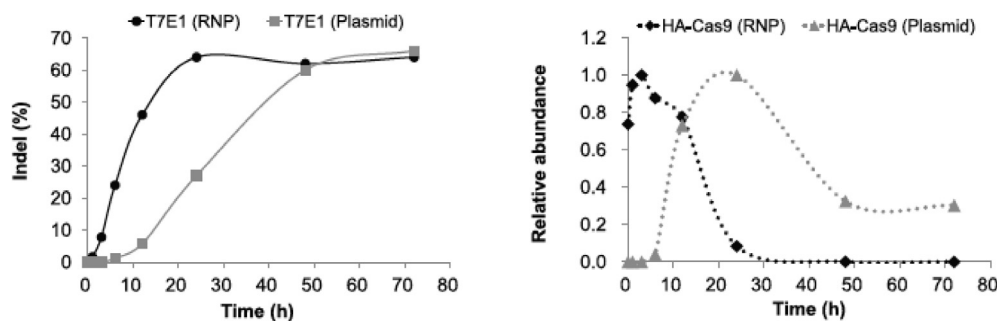 T7E1 (RNP) T7E1 (Plasmid)
70
60
50
40
30
20
10
0
Indel (%)
0 10 20 30 40 50 60 70 80
Time (h)
HA-Cas9 (RNP) HA-Cas9 (Plasmid)
1.2
1.0
0.8
0.6
0.4
0.2
0.0
Relative abundance
0 10 20 30 40 50 60 70 80
Time (h)